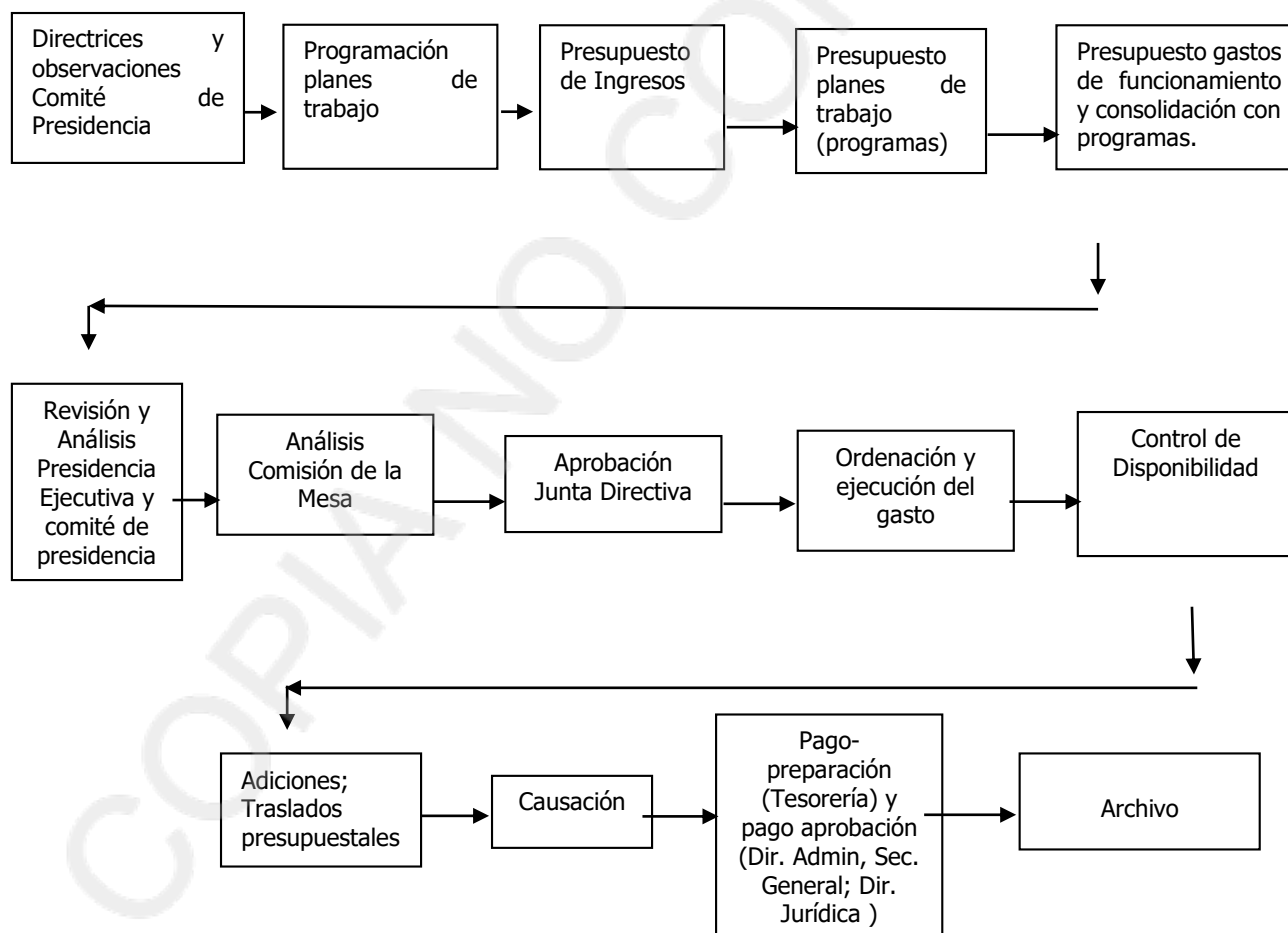 Directrices y
observaciones
Comité de
Presidencia
Programación
planes de
trabajo
Presupuesto
de Ingresos
Presupuesto
planes de
trabajo
(programas)
Presupuesto gastos
de funcionamiento
y consolidación con
programas.
Revisión y
Análisis
Presidencia
Ejecutiva y
comité de
presidencia
Análisis
Comisión de la
Mesa
Aprobación
Junta Directiva
Ordenación y
ejecución del
gasto
Control de
Disponibilidad
Adiciones;
Traslados
presupuestales
Causación
Pago-
preparación
(Tesorería) y
pago aprobación
(Dir. Admin, Sec.
General; Dir.
Jurídica )
Archivo
COPIA NO CO